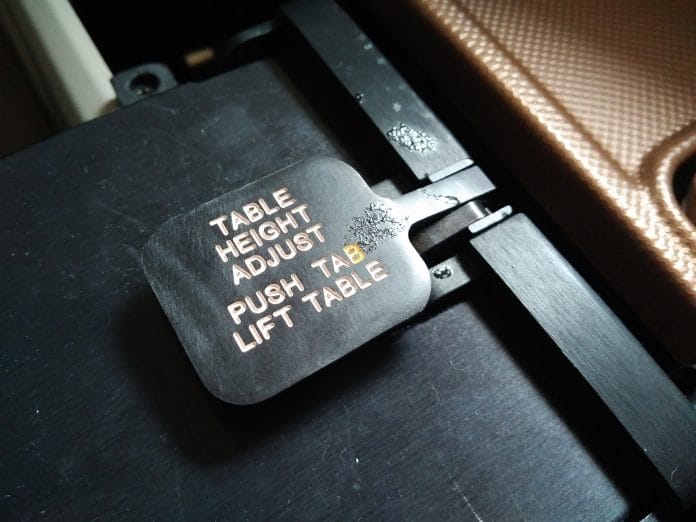 TABLE
HEIGHT
ADJUST
PUSH TAB
LIFT TABLE